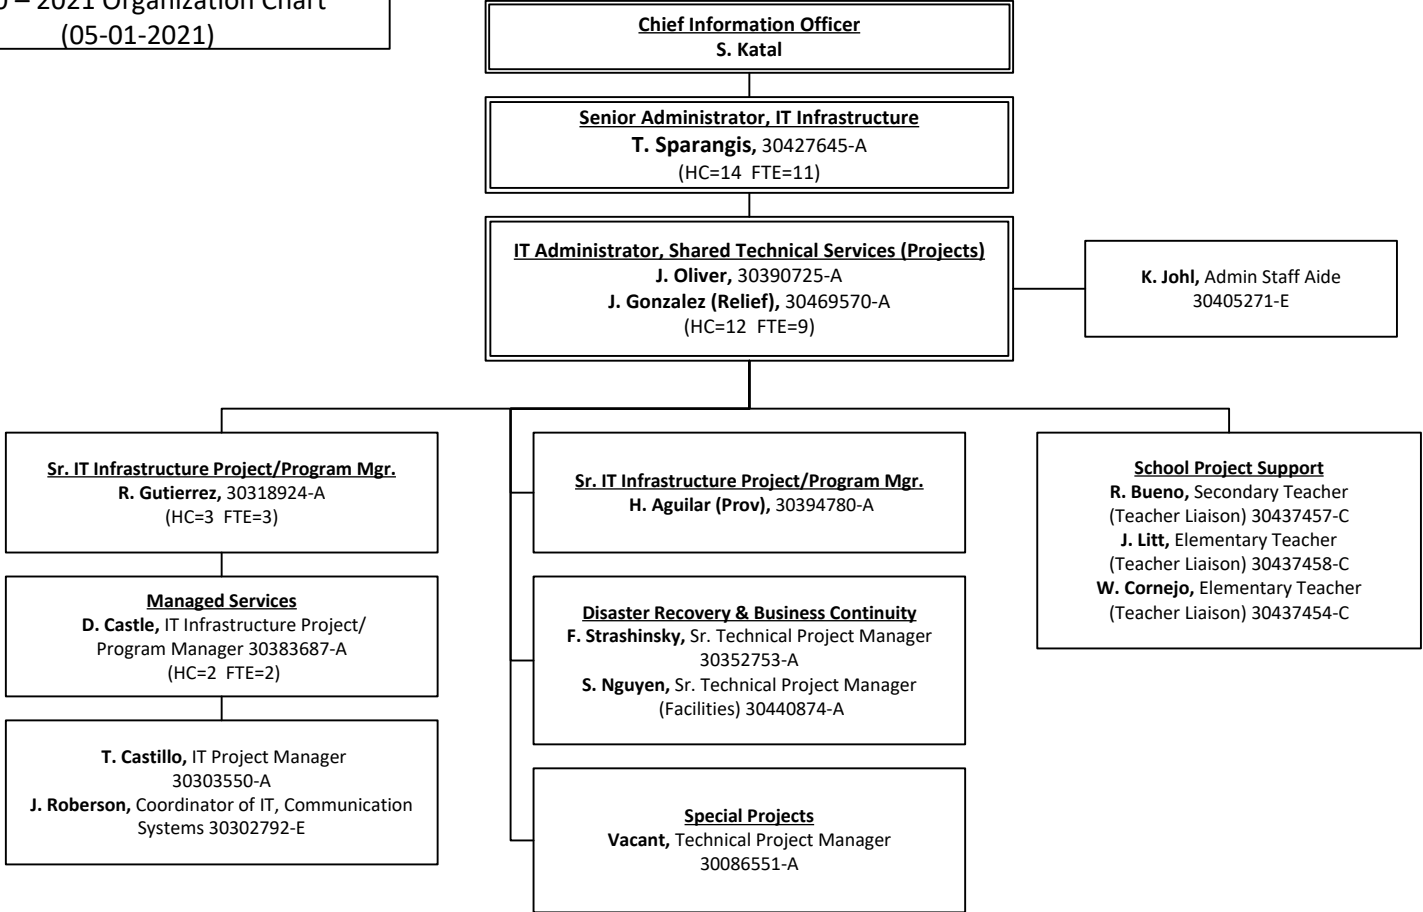 – 2021 Organization Chart
(05-01-2021)
Chief Information Officer
S. Katal
Senior Administrator, IT Infrastructure
T. Sparangis, 30427645-A
(HC=14 FTE=11)
IT Administrator, Shared Technical Services (Projects)
J. Oliver, 30390725-A
J. Gonzalez (Relief), 30469570-A
(HC=12 FTE=9)
K. Johl, Admin Staff Aide
30405271-E
Sr. IT Infrastructure Project/Program Mgr.
R. Gutierrez, 30318924-A
(HC=3 FTE=3)
Managed Services
D. Castle, IT Infrastructure Project/
Program Manager 30383687-A
(HC=2 FTE=2)
T. Castillo, IT Project Manager
30303550-A
J. Roberson, Coordinator of IT, Communication
Systems 30302792-E
Sr. IT Infrastructure Project/Program Mgr.
H. Aguilar (Prov), 30394780-A
Disaster Recovery & Business Continuity
F. Strashinsky, Sr. Technical Project Manager
30352753-A
S. Nguyen, Sr. Technical Project Manager
(Facilities) 30440874-A
Special Projects
Vacant, Technical Project Manager
30086551-A
School Project Support
R. Bueno, Secondary Teacher
(Teacher Liaison) 30437457-C
J. Litt, Elementary Teacher
(Teacher Liaison) 30437458-C
W. Cornejo, Elementary Teacher
(Teacher Liaison) 30437454-C